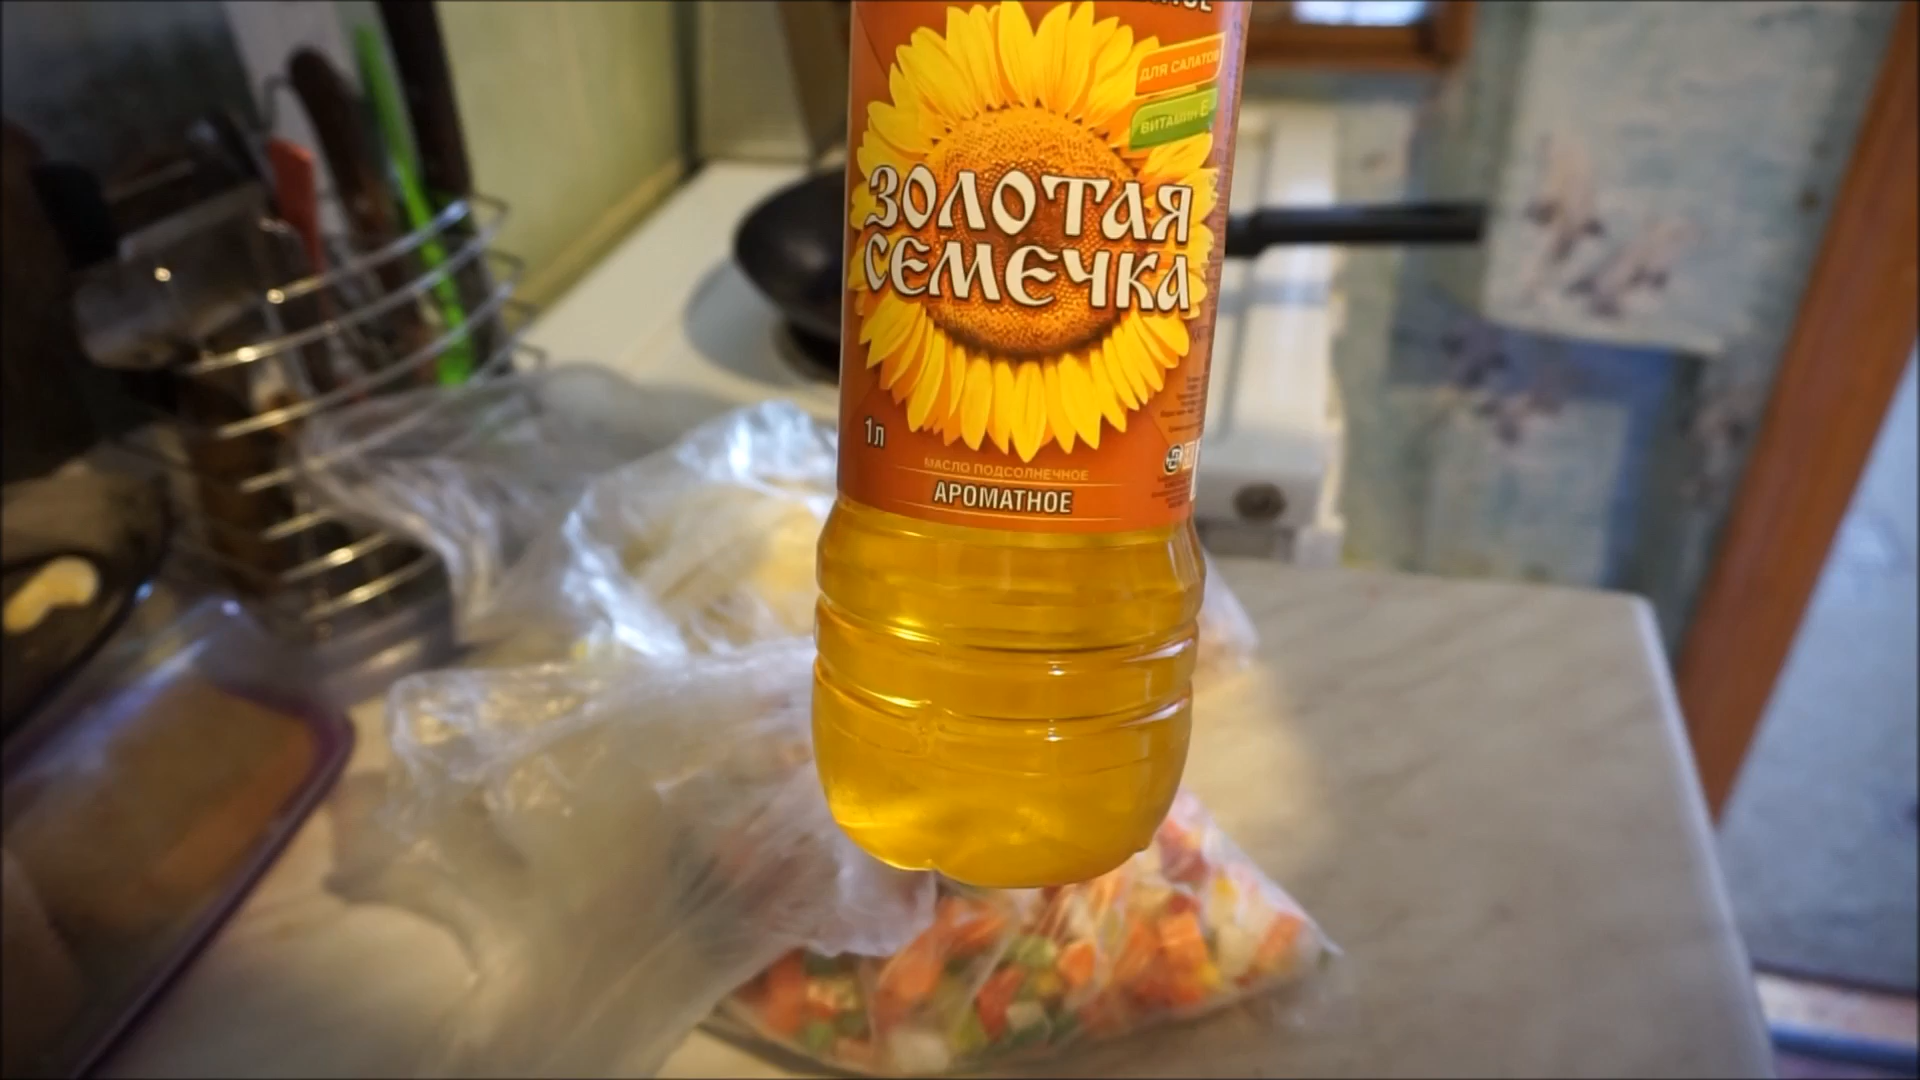 ДЛЯ САЛАТОВ
ВИТАМИН Е
ЗОЛОТАЯ
СЕМЕЧКА
1л
МАСЛО ПОДСОЛНЕЧНОЕ
АРОМАТНОЕ